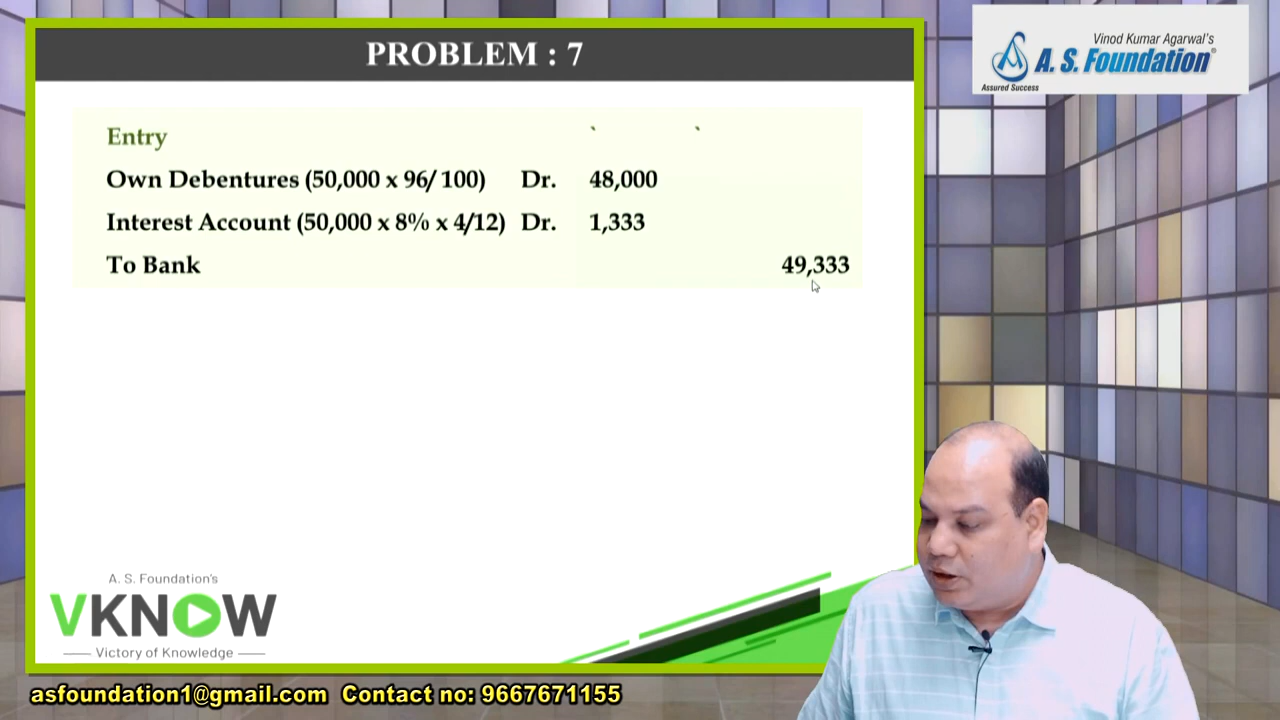 PROBLEM : 7
Vinod Kumar Agarwal's
A. S. Foundation®
Assured Success
Entry ` `
Own Debentures (50,000 x 96/ 100) Dr. 48,000
Interest Account (50,000 x 8% x 4/12) Dr. 1,333
To Bank 49,333
A. S. Foundation's
VKNOW
Victory of Knowledge
asfoundation1@gmail.com Contact no: 9667671155